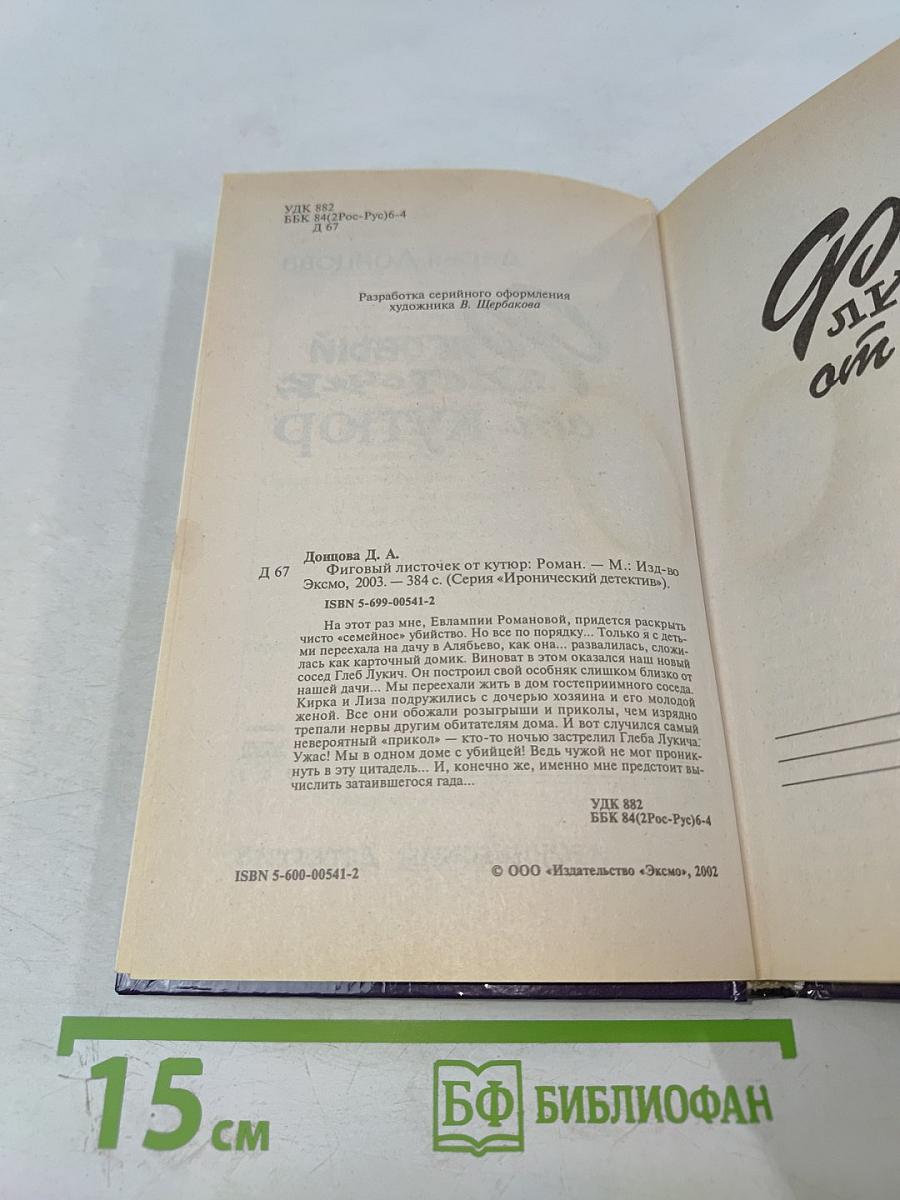 УДК 882
ББК 84(2Рос-Рус)6-4
Д 67
Разработка серийного оформления
художника В. Щербакова
Донцова Д. А.
Д 67 Фиговый листочек от кутюр: Роман. — М.: Изд-во
Эксмо, 2003. — 384 с. (Серия «Иронический детектив»).
ISBN 5-699-00541-2
На этот раз мне, Евлампии Романовой, придется раскрыть
чисто «семейное» убийство. Но все по порядку... Только я с деть-
ми переехала на дачу в Алябьево, как она... развалилась, сложи-
лась как карточный домик. Виноват в этом оказался наш новый
сосед Глеб Лукич. Он построил свой особняк слишком близко от
нашей дачи... Мы переехали жить в дом гостеприимного соседа.
Кирка и Лиза подружились с дочерью хозяина и его молодой
женой. Все они обожали розыгрыши и приколы, чем изрядно
трепали нервы другим обитателям дома. И вот случился самый
невероятный «прикол» — кто-то ночью застрелил Глеба Лукича.
Ужас! Мы в одном доме с убийцей! Ведь чужой не мог проник-
нуть в эту цитадель... И, конечно же, именно мне предстоит вы-
числить затаившегося гада...
УДК 882
ББК 84(2Рос-Рус)6-4
ISBN 5-600-00541-2
© ООО «Издательство «Эксмо», 2002
от
15 см
БФ БИБЛИОФАН